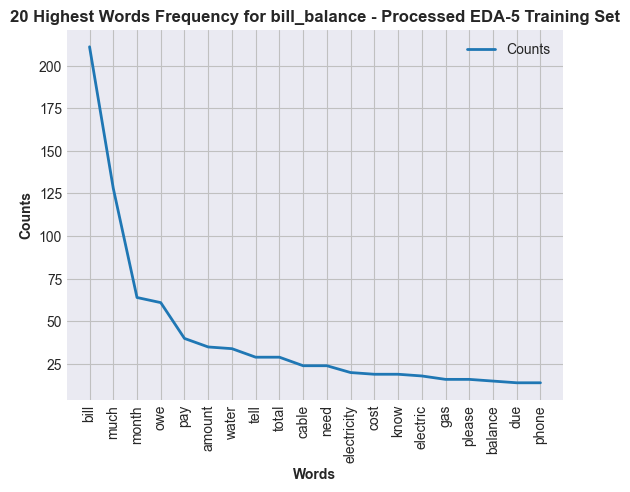 20 Highest Words Frequency for bill_balance - Processed EDA-5 Training Set
Counts
200
175
150
125
100
75
50
25
Counts
bill
much
month
owe
pay
amount
water
tell
total
cable
need
electricity
cost
know
electric
gas
please
balance
due
phone
Words